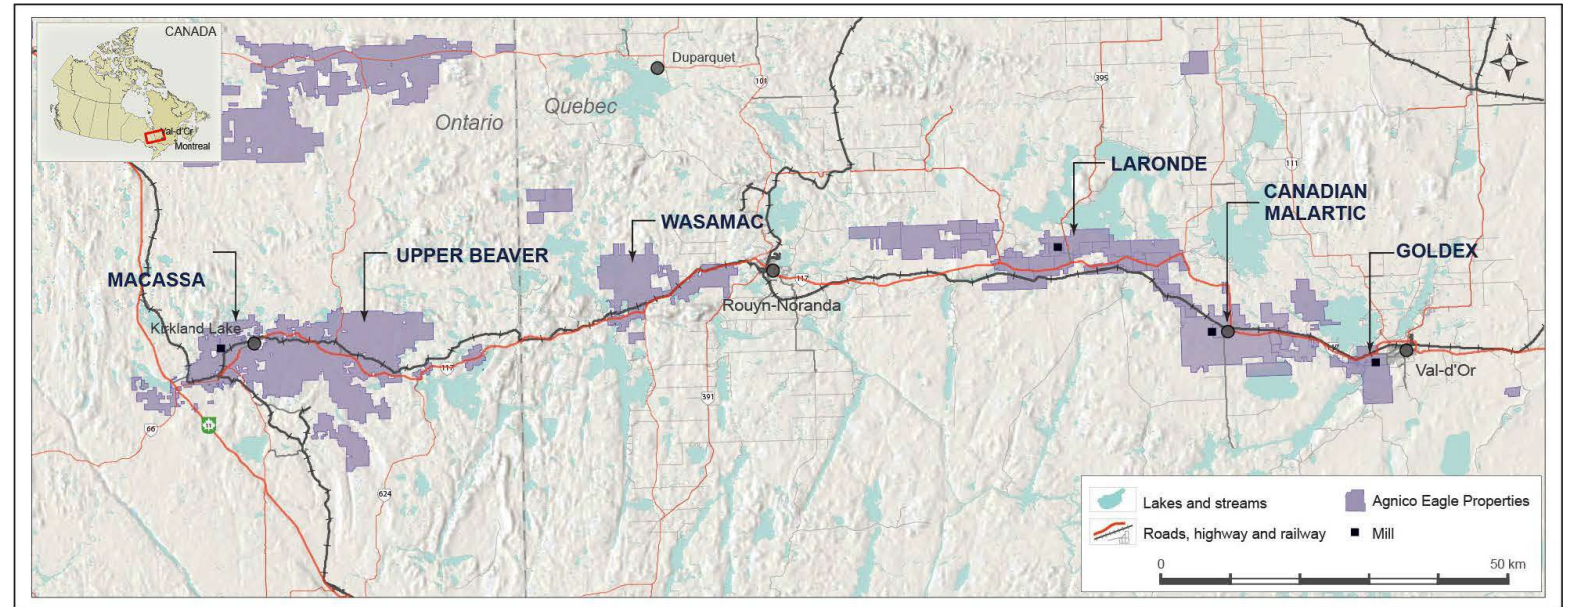 CANADA
Val-d'Or
Montreal
Duparquet
N
101
395
Quebec
Ontario
111
LARONDE
CANADIAN
MALARTIC
WASAMAC
UPPER BEAVER
GOLDEX
MACASSA
117
Rouyn-Noranda
Kirkland Lake
117
Val-d'Or
391
66
11
624
Lakes and streams
Agnico Eagle Properties
Roads, highway and railway
Mill
0
50 km